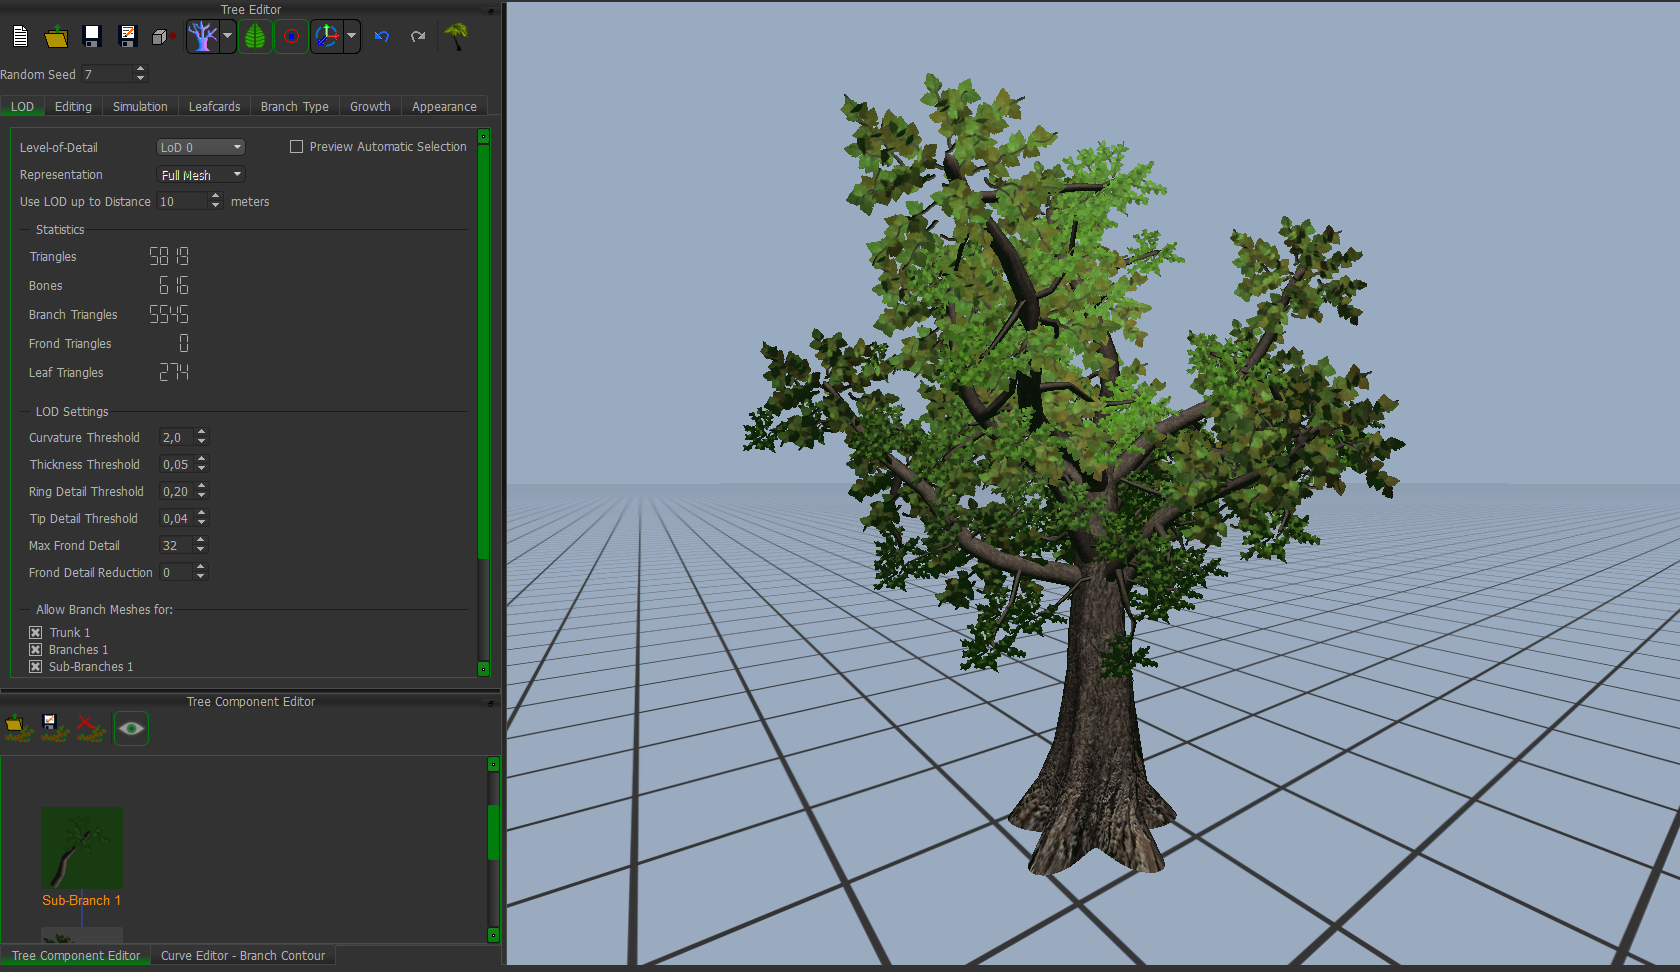 Tree Editor
Random Seed 7
LOD Editing Simulation Leafcards Branch Type Growth Appearance
Level-of-Detail LoD 0 Preview Automatic Selection
Representation Full Mesh
Use LOD up to Distance 10 meters
Statistics
Triangles 5819
Bones 616
Branch Triangles 5545
Frond Triangles 0
Leaf Triangles 274
LOD Settings
Curvature Threshold 2,0
Thickness Threshold 0,05
Ring Detail Threshold 0,20
Tip Detail Threshold 0,04
Max Frond Detail 32
Frond Detail Reduction 0
Allow Branch Meshes for:
Trunk 1
Branches 1
Sub-Branches 1
Tree Component Editor
Sub-Branch 1
Tree Component Editor Curve Editor - Branch Contour